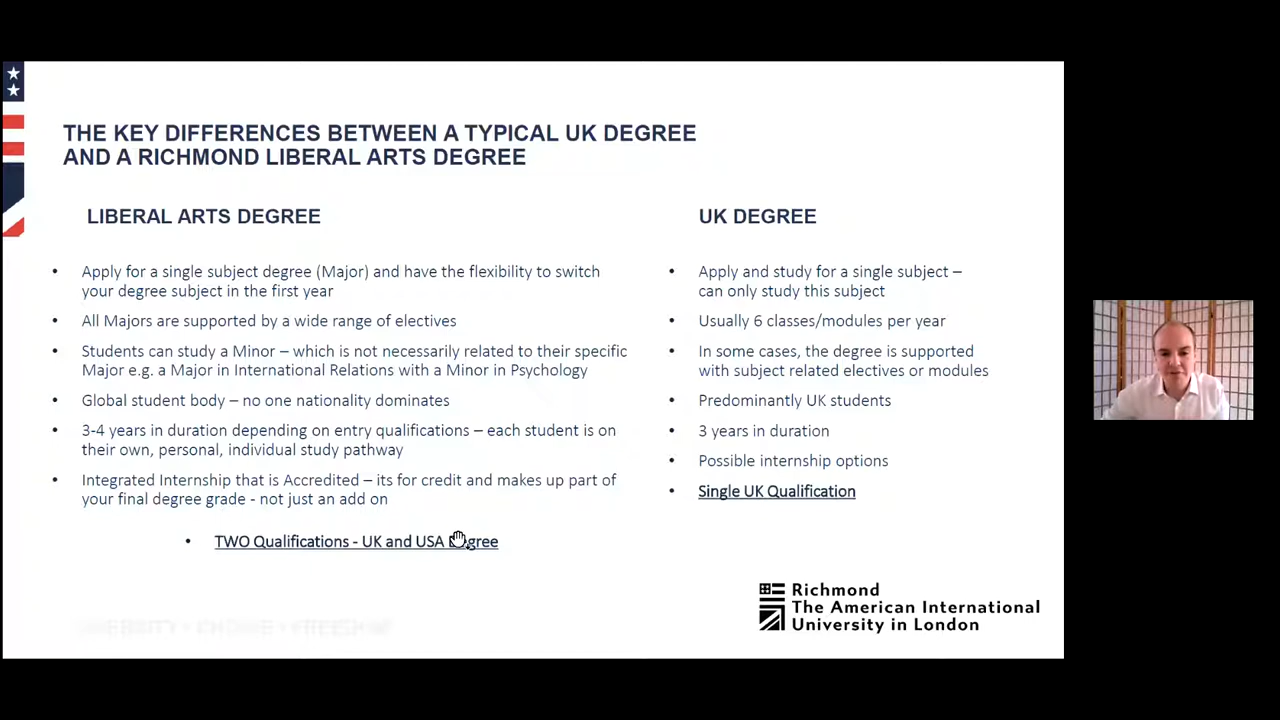 THE KEY DIFFERENCES BETWEEN A TYPICAL UK DEGREE
AND A RICHMOND LIBERAL ARTS DEGREE
LIBERAL ARTS DEGREE
• Apply for a single subject degree (Major) and have the flexibility to switch
your degree subject in the first year
• All Majors are supported by a wide range of electives
• Students can study a Minor – which is not necessarily related to their specific
Major e.g. a Major in International Relations with a Minor in Psychology
• Global student body – no one nationality dominates
• 3-4 years in duration depending on entry qualifications – each student is on
their own, personal, individual study pathway
• Integrated Internship that is Accredited – its for credit and makes up part of
your final degree grade - not just an add on
• TWO Qualifications - UK and USA Degree
UK DEGREE
• Apply and study for a single subject –
can only study this subject
• Usually 6 classes/modules per year
• In some cases, the degree is supported
with subject related electives or modules
• Predominantly UK students
• 3 years in duration
• Possible internship options
• Single UK Qualification
Richmond
The American International
University in London